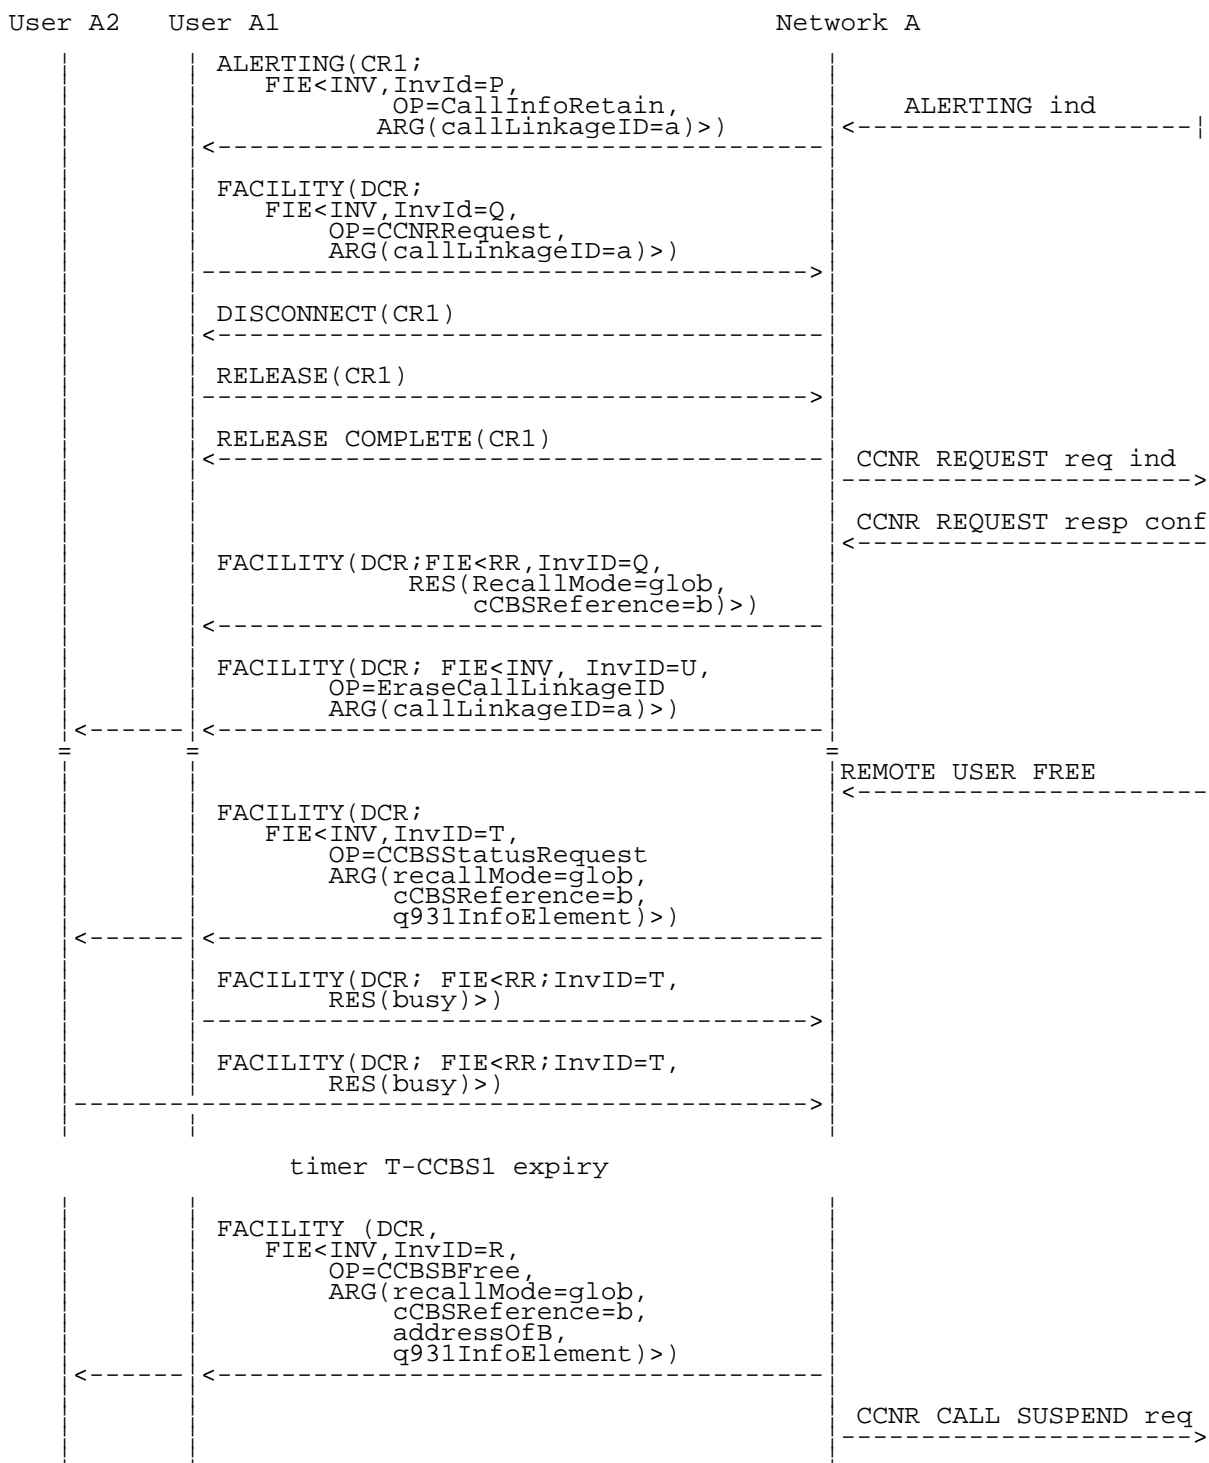 User A2 User A1 Network A
ALERTING(CR1;
FIE<INV,InvId=P,
OP=CallInfoRetain,
ALERTING ind
ARG(callLinkageID=a)>)
FACILITY(DCR;
FIE<INV,InvId=Q,
OP=CCNRRequest,
ARG(callLinkageID=a)>)
DISCONNECT(CR1)
RELEASE(CR1)
RELEASE COMPLETE(CR1)
CCNR REQUEST req ind
CCNR REQUEST resp conf
FACILITY(DCR;FIE<RR,InvID=Q,
RES(RecallMode=glob,
cCBSReference=b)>)
FACILITY(DCR; FIE<INV, InvID=U,
OP=EraseCallLinkageID
ARG(callLinkageID=a)>)
REMOTE USER FREE
FACILITY(DCR;
FIE<INV,InvID=T,
OP=CCBSStatusRequest
ARG(recallMode=glob,
cCBSReference=b,
q931InfoElement)>)
FACILITY(DCR; FIE<RR;InvID=T,
RES(busy)>)
FACILITY(DCR; FIE<RR;InvID=T,
RES(busy)>)
timer T-CCBS1 expiry
FACILITY (DCR,
FIE<INV,InvID=R,
OP=CCBSBFree,
ARG(recallMode=glob,
cCBSReference=b,
addressOfB,
q931InfoElement)>)
CCNR CALL SUSPEND req